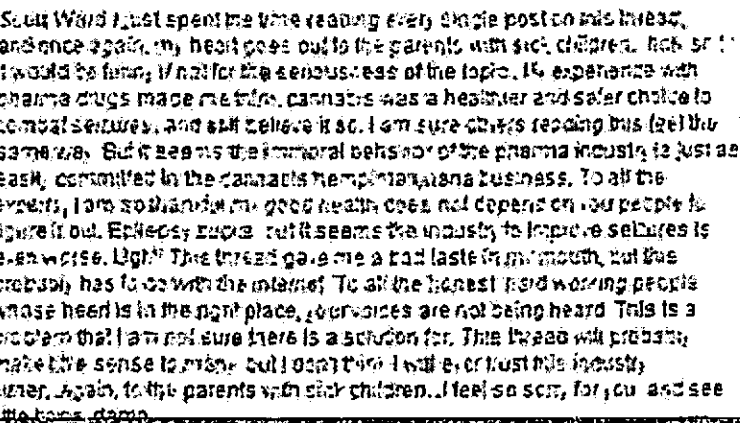 Scott Ward I just spent the time reading every single post on this thread,
and once again, my heart goes out to the parents with sick children.
It would be funny if not for the seriousness of the topic. My experience with
pharma drugs made me think, cannabis was a healthier and safer choice to
combat seizures, and still believe it so. I am sure others reading this feel the
same way. But it seems the immoral behavior of the pharma industry is just as
easily committed in the cannabis hemp/marijuana business. To all the
experts, I am so thankful my good health does not depend on you people to
figure it out. Epilepsy sucks but it seems the industry to improve seizures is
even worse. Ugh!! This thread gave me a bad taste in my mouth, but this
probably has to do with the internet. To all the honest hard working people
whose heart is in the right place, your voices are not being heard. This is a
problem that I am not sure there is a solution for. This thread will probably
make little sense to many but I don't think I will ever trust this industry
either. Again, to the parents with sick children..I feel so sorry for you and see